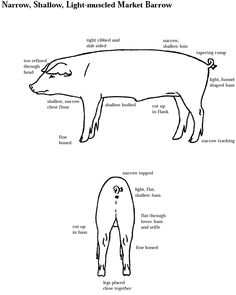 Narrow, Shallow, Light-muscled Market Barrow
tight ribbed and
slab sided
narrow,
shallow loin
tapering rump
too refined
through
head
light, funnel
shaped ham
shallow, narrow
chest floor
shallow bodied
cut up
in flank
fine
boned
narrow tracking
narrow topped
light, flat,
shallow ham
cut up
in ham
flat through
lower ham
and stifle
fine boned
legs placed
close together